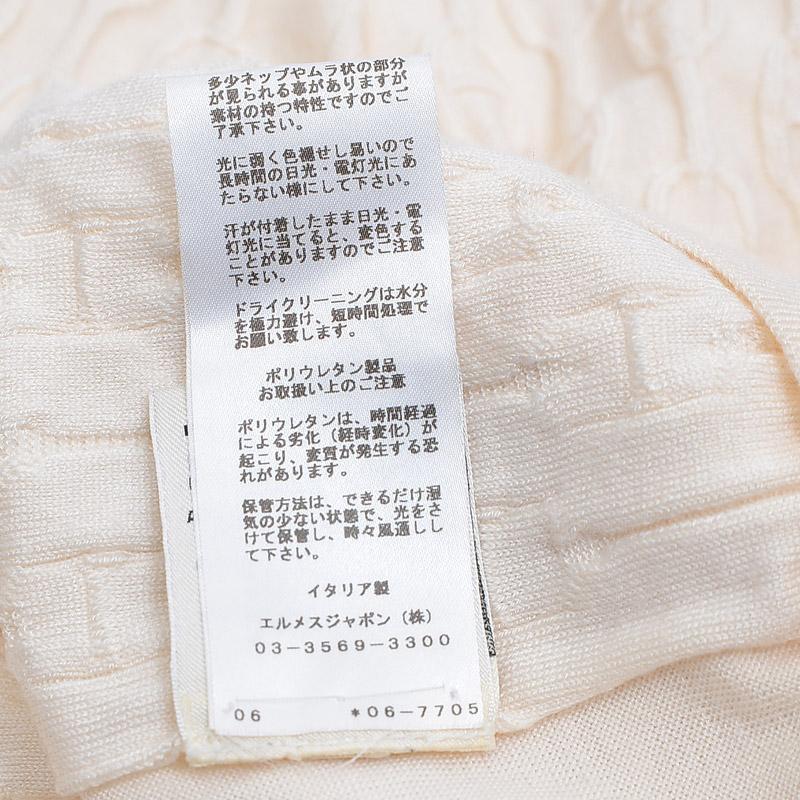 多少ネップやムラ状の部分
が見られる事がありますが
素材の持つ特性ですのでご
了承下さい。
光に弱く色褪せし易いので
長時間の日光・電灯光にあ
たらない様にして下さい。
汗が付着したまま日光・電
灯光に当てると、変色する
ことがありますのでご注意
下さい。
ドライクリーニングは水分
を極力避け、短時間処理で
お願い致します。
ポリウレタン製品
お取扱い上のご注意
ポリウレタンは、時間経過
による劣化（経時変化）が
起こり、変質が発生する恐
れがあります。
保管方法は、できるだけ湿
気の少ない状態で、光をさ
けて保管し、時々風通しし
て下さい。
イタリア製
エルメスジャポン（株）
03－3569－3300
06 *06－7705